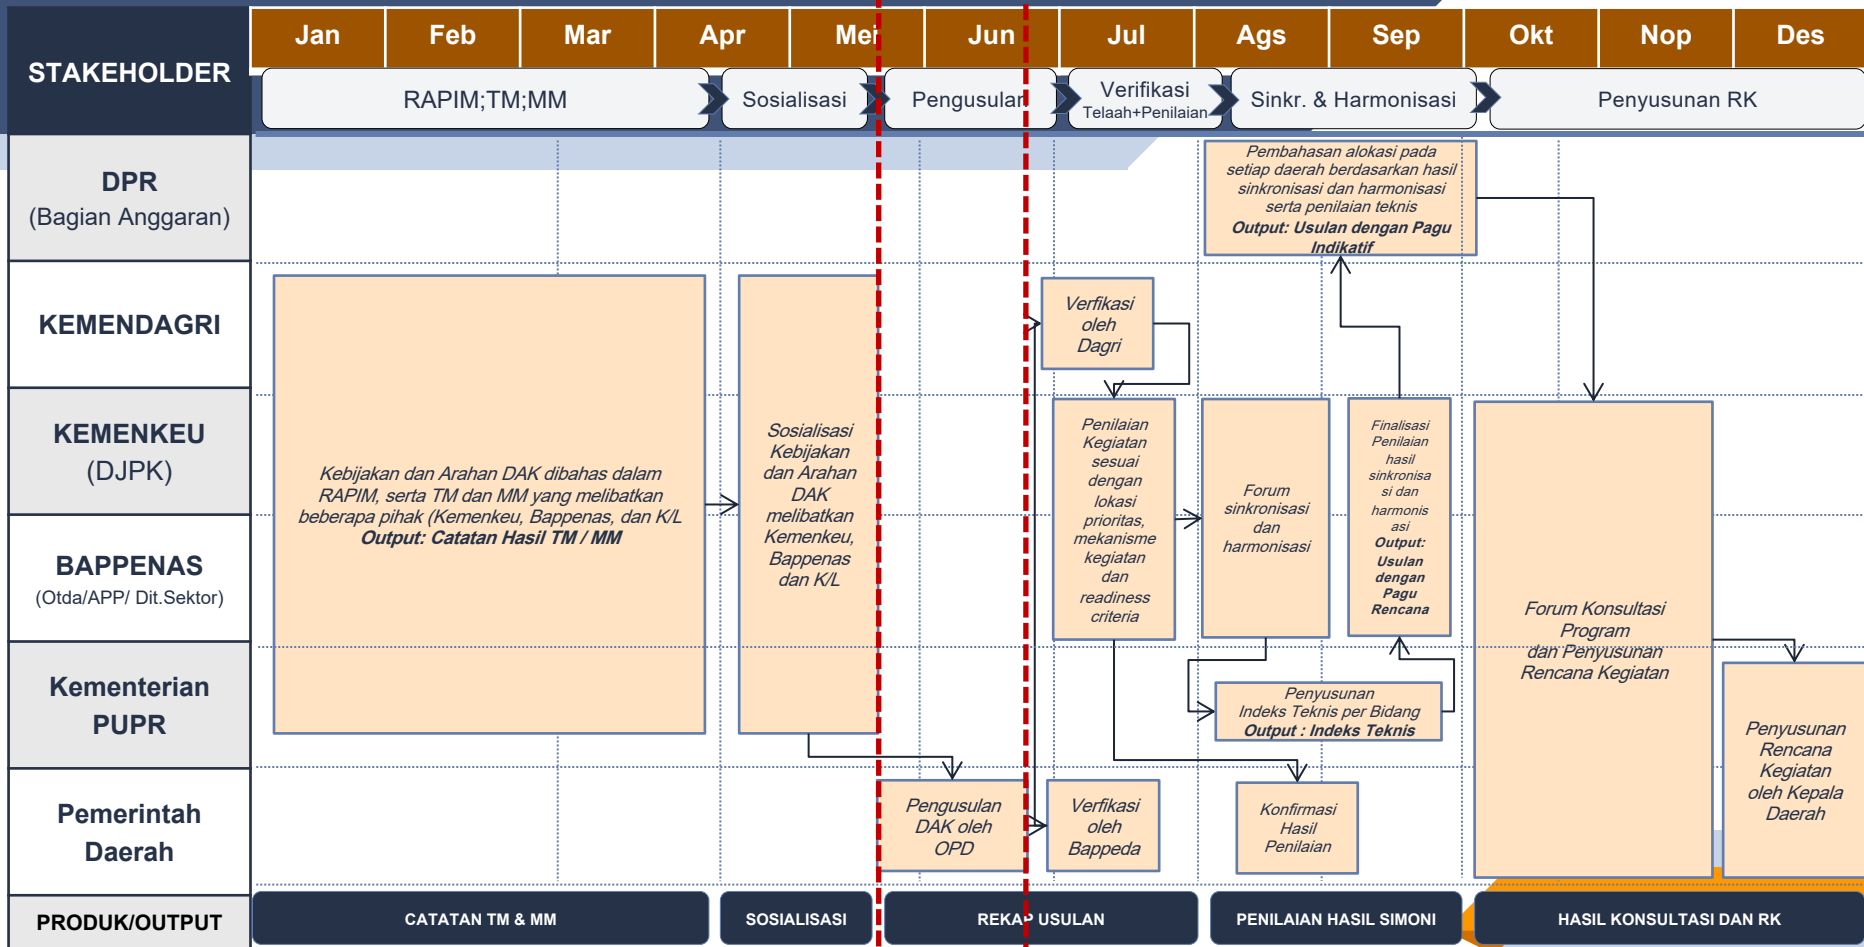 STAKEHOLDER
Jan
Feb
Mar
Apr
Mei
Jun
Jul
Ags
Sep
Okt
Nop
Des
RAPIM;TM;MM
Sosialisasi
Pengusulan
Verifikasi
Telaah+Penilaian
Sinkr. & Harmonisasi
Penyusunan RK
DPR
(Bagian Anggaran)
Pembahasan alokasi pada
setiap daerah berdasarkan hasil
sinkronisasi dan harmonisasi
serta penilaian teknis
Output: Usulan dengan Pagu
Indikatif
KEMENDAGRI
Verfikasi
oleh
Dagri
KEMENKEU
(DJPK)
BAPPENAS
(Otda/APP/ Dit.Sektor)
Kementerian
PUPR
Kebijakan dan Arahan DAK dibahas dalam
RAPIM, serta TM dan MM yang melibatkan
beberapa pihak (Kemenkeu, Bappenas, dan K/L
Output: Catatan Hasil TM / MM
Sosialisasi
Kebijakan
dan Arahan
DAK
melibatkan
Kemenkeu,
Bappenas
dan K/L
Penilaian
Kegiatan
sesuai
dengan
lokasi
prioritas,
mekanisme
kegiatan
dan
readiness
criteria
Forum
sinkronisasi
dan
harmonisasi
Finalisasi
Penilaian
hasil
sinkronisa
si dan
harmonis
asi
Output:
Usulan
dengan
Pagu
Rencana
Penyusunan
Indeks Teknis per Bidang
Output : Indeks Teknis
Forum Konsultasi
Program
dan Penyusunan
Rencana Kegiatan
Penyusunan
Rencana
Kegiatan
oleh Kepala
Daerah
Pemerintah
Daerah
Pengusulan
DAK oleh
OPD
Verfikasi
oleh
Bappeda
Konfirmasi
Hasil
Penilaian
PRODUK/OUTPUT
CATATAN TM & MM
SOSIALISASI
REKAP USULAN
PENILAIAN HASIL SIMONI
HASIL KONSULTASI DAN RK